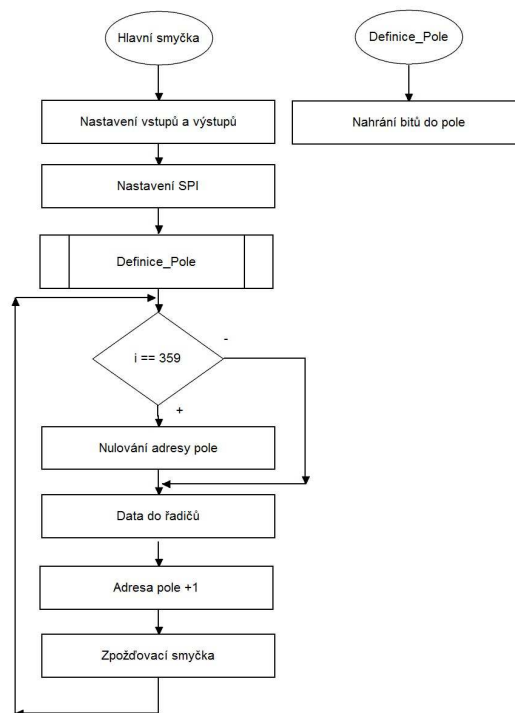 Hlavní smyčka
Definice_Pole
Nastavení vstupů a výstupů
Nahrání bitů do pole
Nastavení SPI
Definice_Pole
-
i == 359
+
Nulování adresy pole
Data do řadičů
Adresa pole +1
Zpožďovací smyčka